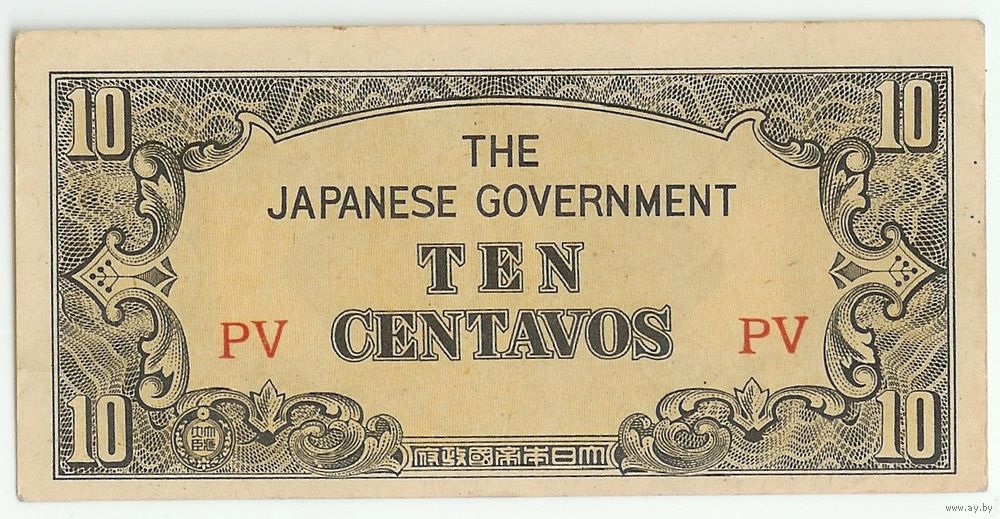 10 10
THE
JAPANESE GOVERNMENT
TEN
CENTAVOS
PV PV
10 10
大日本帝國政府
www.ay.by